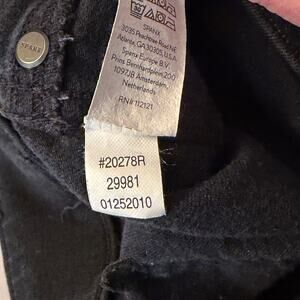 SPANX
SPANX
3035 Peachtree Road NE
Atlanta, GA 30305, U.S.A.
Spanx Europe B.V.
Prins Bernhardplein 200
1097JB Amsterdam,
Netherlands
RN# 112121
#20278R
29981
01252010